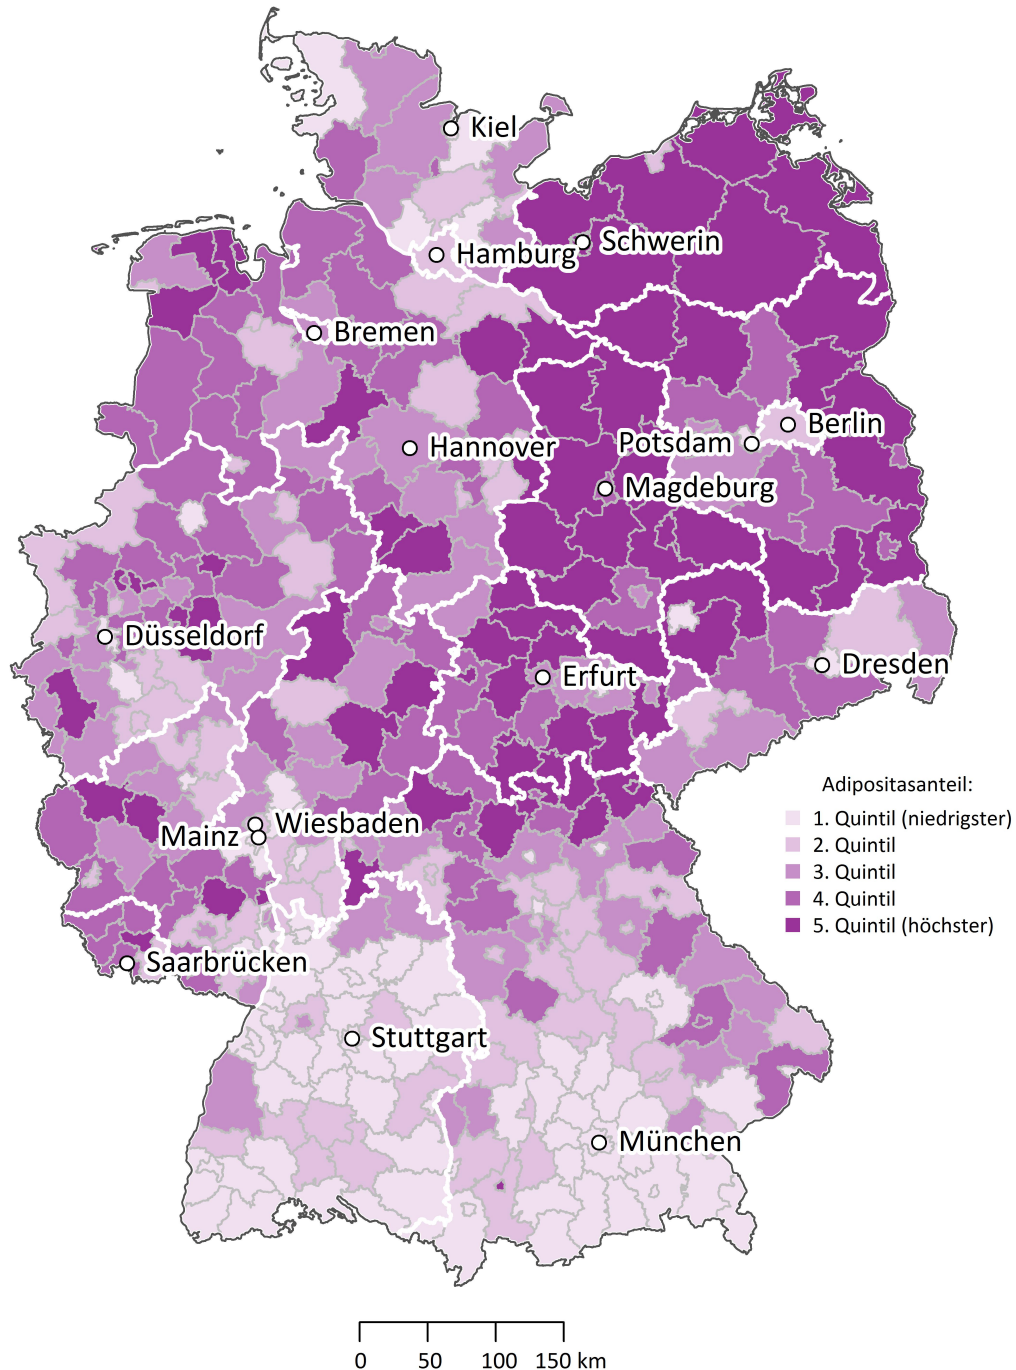 Kiel
Schwerin
Hamburg
Bremen
Berlin
Potsdam
Hannover
Magdeburg
Düsseldorf
Dresden
Erfurt
Adipositasanteil:
1. Quintil (niedrigster)
2. Quintil
3. Quintil
4. Quintil
5. Quintil (höchster)
Wiesbaden
Mainz
Saarbrücken
Stuttgart
München
0 50 100 150 km